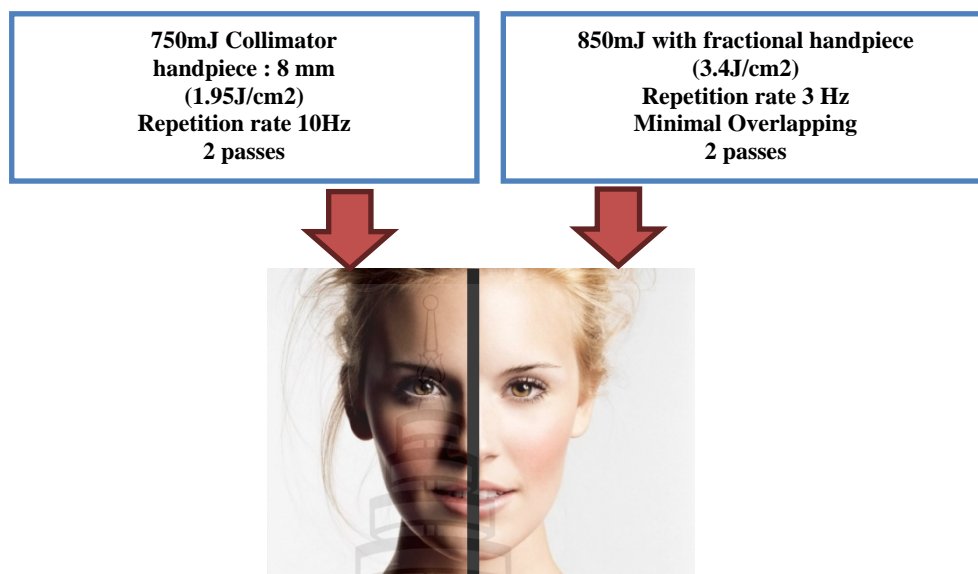 750mJ Collimator
handpiece : 8 mm
(1.95J/cm2)
Repetition rate 10Hz
2 passes
850mJ with fractional handpiece
(3.4J/cm2)
Repetition rate 3 Hz
Minimal Overlapping
2 passes